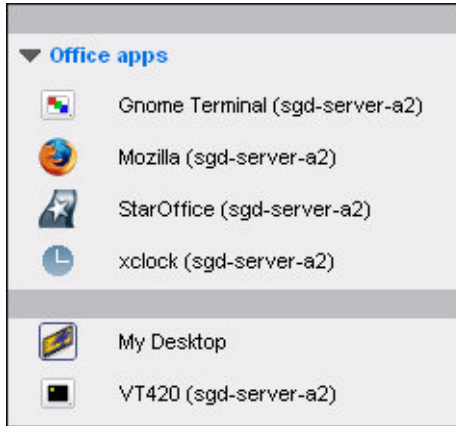 Office apps
Gnome Terminal (sgd-server-a2)
Mozilla (sgd-server-a2)
StarOffice (sgd-server-a2)
xclock (sgd-server-a2)
My Desktop
VT420 (sgd-server-a2)